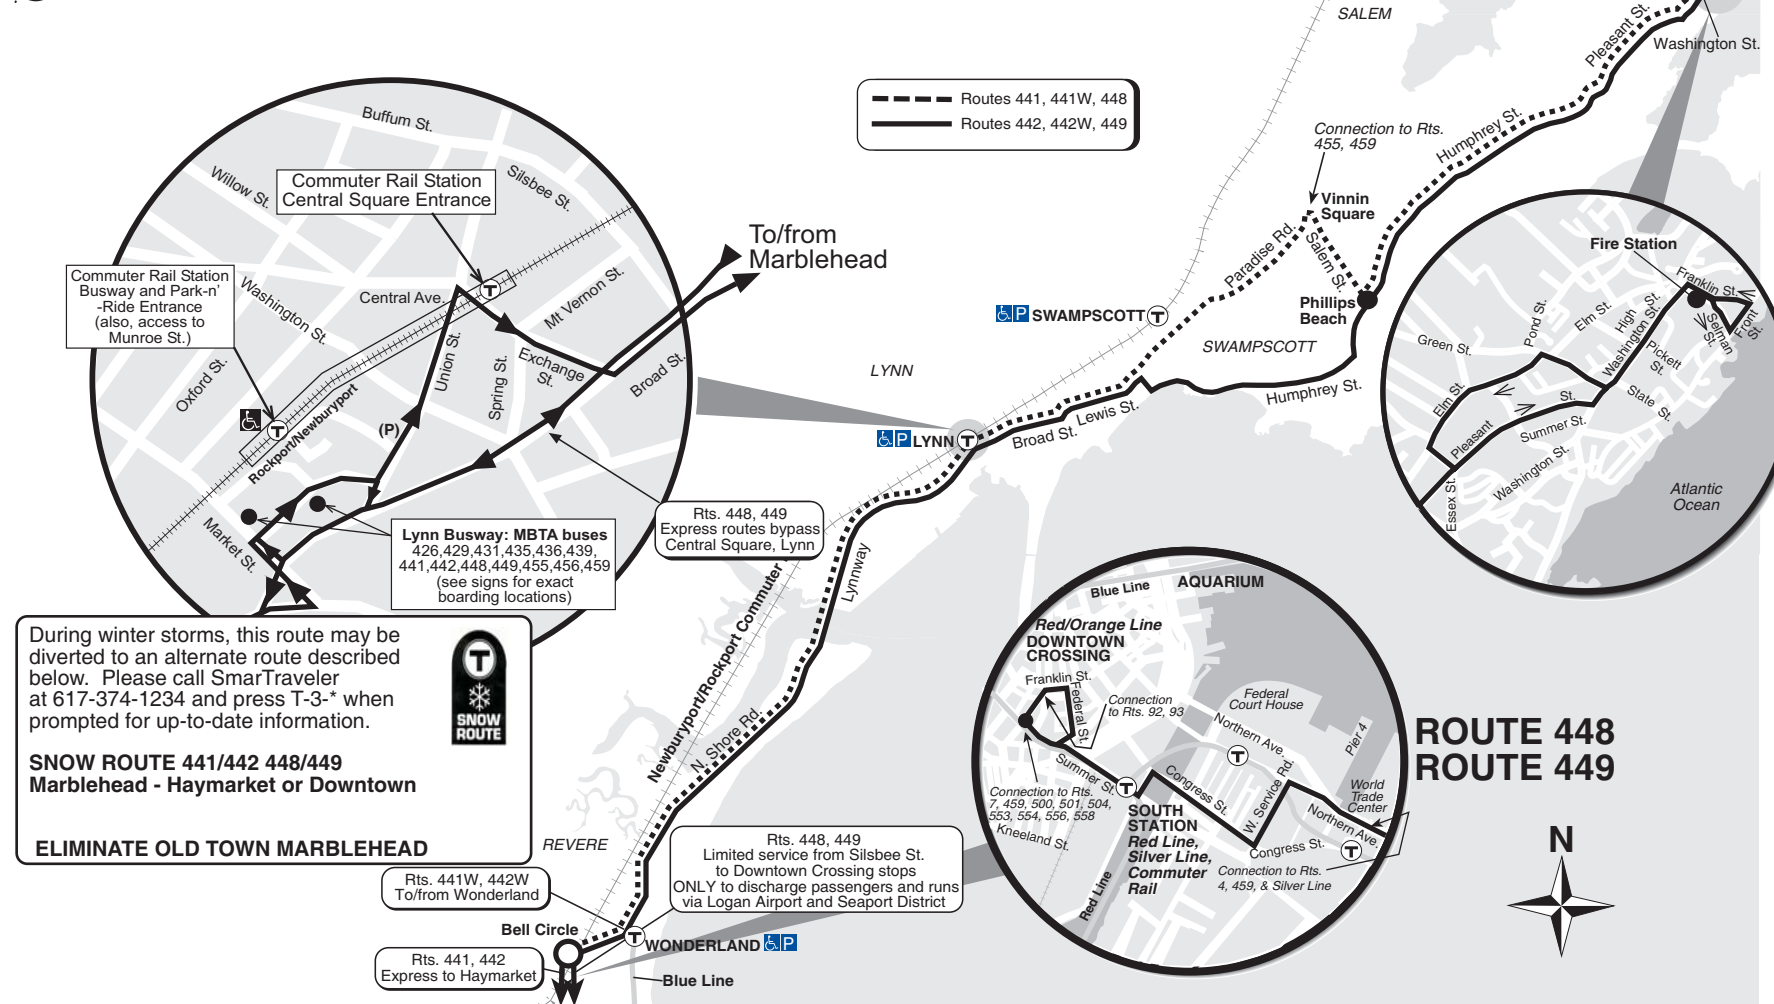 SALEM
Pleasant St.
Washington St.
Routes 441, 441W, 448
Routes 442, 442W, 449
Connection to Rts.
455, 459
Humphrey St.
Vinnin
Square
Paradise Rd.
Salem St.
Phillips
Beach
SWAMPSCOTT
T
SWAMPSCOTT
LYNN
Humphrey St.
Lewis St.
Broad St.
P LYNN T
Buffum St.
Willow St.
Silsbee St.
Commuter Rail Station
Central Square Entrance
To/from
Marblehead
Commuter Rail Station
Busway and Park-n'
-Ride Entrance
(also, access to
Munroe St.)
Washington St.
Central Ave.
T
Mt Vernon St.
Oxford St.
Union St.
Spring St.
Exchange
St.
Broad St.
T
Rockport/Newburyport
(P)
Market St.
Lynn Busway: MBTA buses
426,429,431,435,436,439,
441,442,448,449,455,456,459
(see signs for exact
boarding locations)
Rts. 448, 449
Express routes bypass
Central Square, Lynn
Fire Station
Franklin St.
Front
St.
Selman
St.
Pond St.
Elm St.
High
St.
Washington St.
Pickett
St.
Green St.
Elm St.
St.
State St.
Pleasant
Summer St.
Washington St.
Essex St.
Atlantic
Ocean
During winter storms, this route may be
diverted to an alternate route described
below. Please call SmarTraveler
at 617-374-1234 and press T-3-* when
prompted for up-to-date information.
T
SNOW
ROUTE
SNOW ROUTE 441/442 448/449
Marblehead - Haymarket or Downtown
ELIMINATE OLD TOWN MARBLEHEAD
Lynnway
Newburyport/Rockport Commuter
N. Shore Rd.
REVERE
Rts. 441W, 442W
To/from Wonderland
Rts. 448, 449
Limited service from Silsbee St.
to Downtown Crossing stops
ONLY to discharge passengers and runs
via Logan Airport and Seaport District
Bell Circle
T
WONDERLAND P
Rts. 441, 442
Express to Haymarket
Blue Line
Blue Line
AQUARIUM
Red/Orange Line
DOWNTOWN
CROSSING
Franklin St.
Federal St.
Connection
to Rts. 92, 93
Federal
Court House
Northern Ave.
Pier 4
T
Summer St.
T
Congress St.
W. Service Rd.
World
Trade
Center
Connection to Rts.
7, 459, 500, 501, 504,
553, 554, 556, 558
Kneeland St.
SOUTH
STATION
Red Line,
Silver Line,
Commuter
Rail
Northern Ave.
Congress St.
T
Connection to Rts.
4, 459, & Silver Line
Red Line
ROUTE 448
ROUTE 449
N